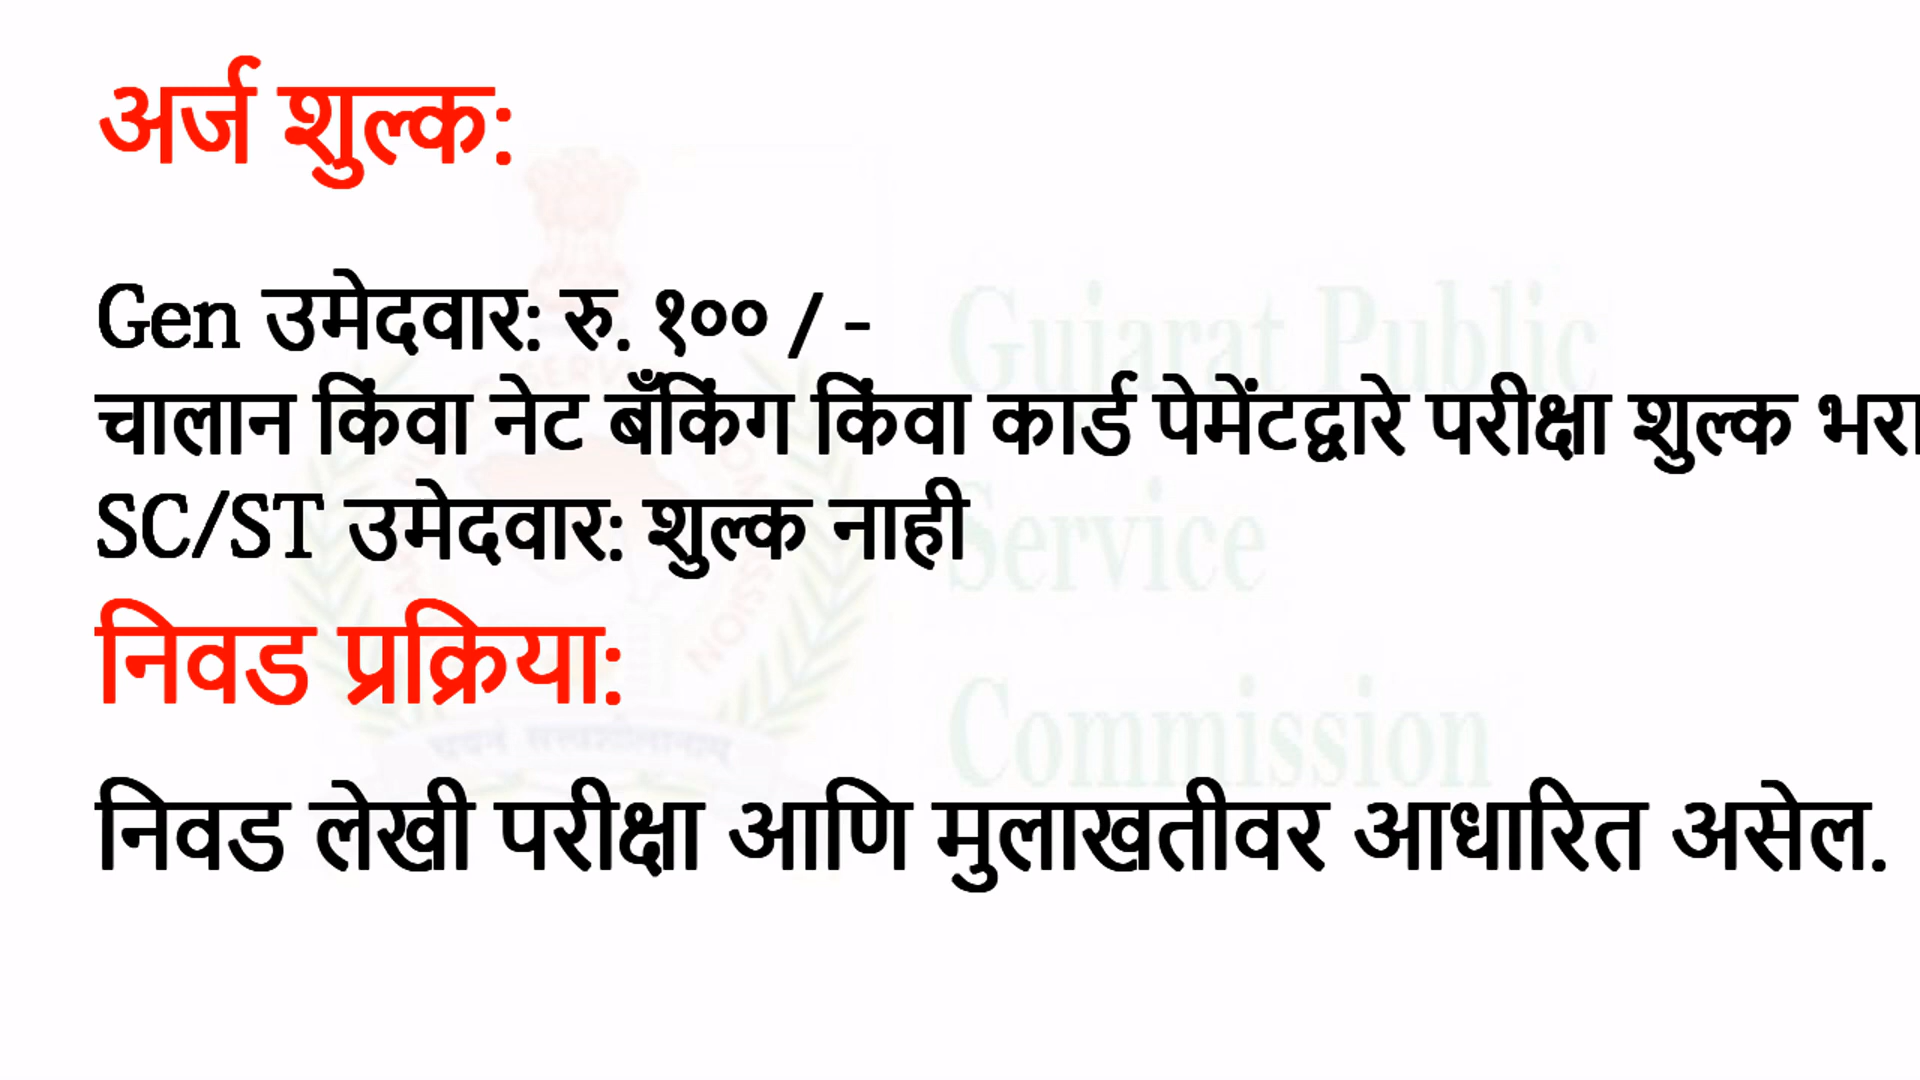 अर्ज शुल्क:
Gen उमेदवार: रु. १०० / -
चालान किंवा नेट बँकिंग किंवा कार्ड पेमेंटद्वारे परीक्षा शुल्क भरा
SC/ST उमेदवार: शुल्क नाही
निवड प्रक्रिया:
निवड लेखी परीक्षा आणि मुलाखतीवर आधारित असेल.
Gujarat Public
Service
Commission